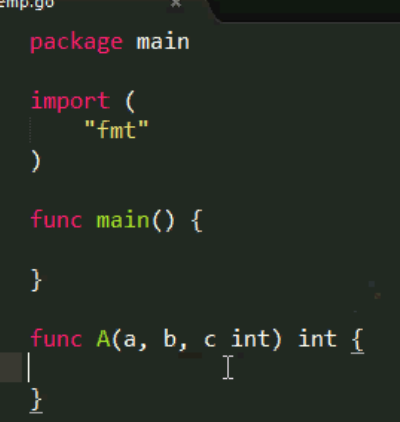 emp.go ×
package main
import (
    "fmt"
)
func main() {
}
func A(a, b, c int) int {
}